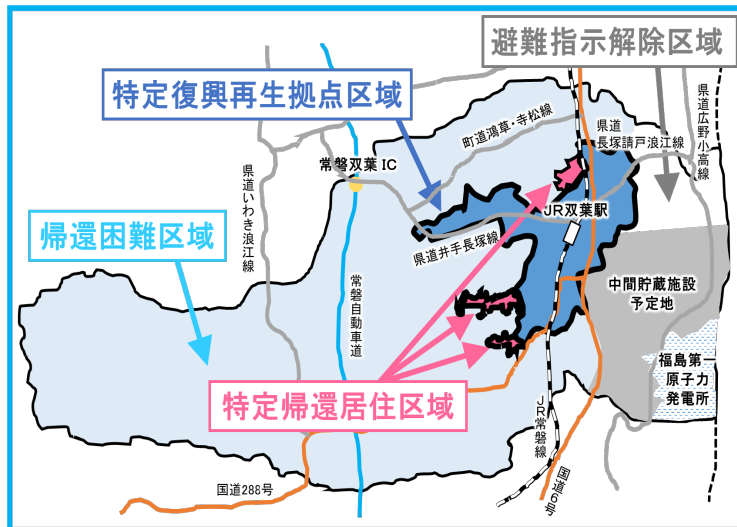 避難指示解除区域
特定復興再生拠点区域
県道広野小高線
町道鴻草・寺松線
県道
長塚請戸浪江線
常磐双葉IC
県道いわき浪江線
JR双葉駅
帰還困難区域
県道井手長塚線
中間貯蔵施設
予定地
常磐自動車道
福島第一
原子力
発電所
特定帰還居住区域
JR常磐線
国道6号
国道288号